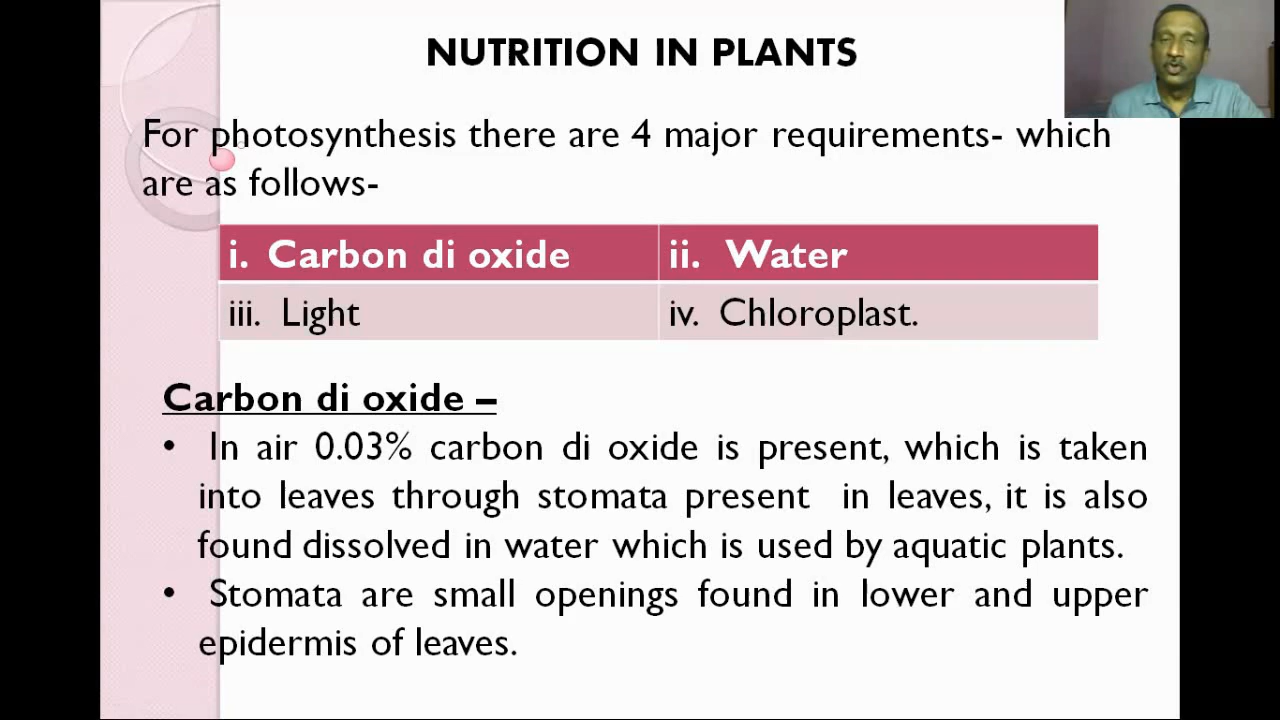 NUTRITION IN PLANTS
For photosynthesis there are 4 major requirements- which
are as follows-
i. Carbon di oxide
ii. Water
iii. Light
iv. Chloroplast.
Carbon di oxide –
• In air 0.03% carbon di oxide is present, which is taken
into leaves through stomata present in leaves, it is also
found dissolved in water which is used by aquatic plants.
• Stomata are small openings found in lower and upper
epidermis of leaves.